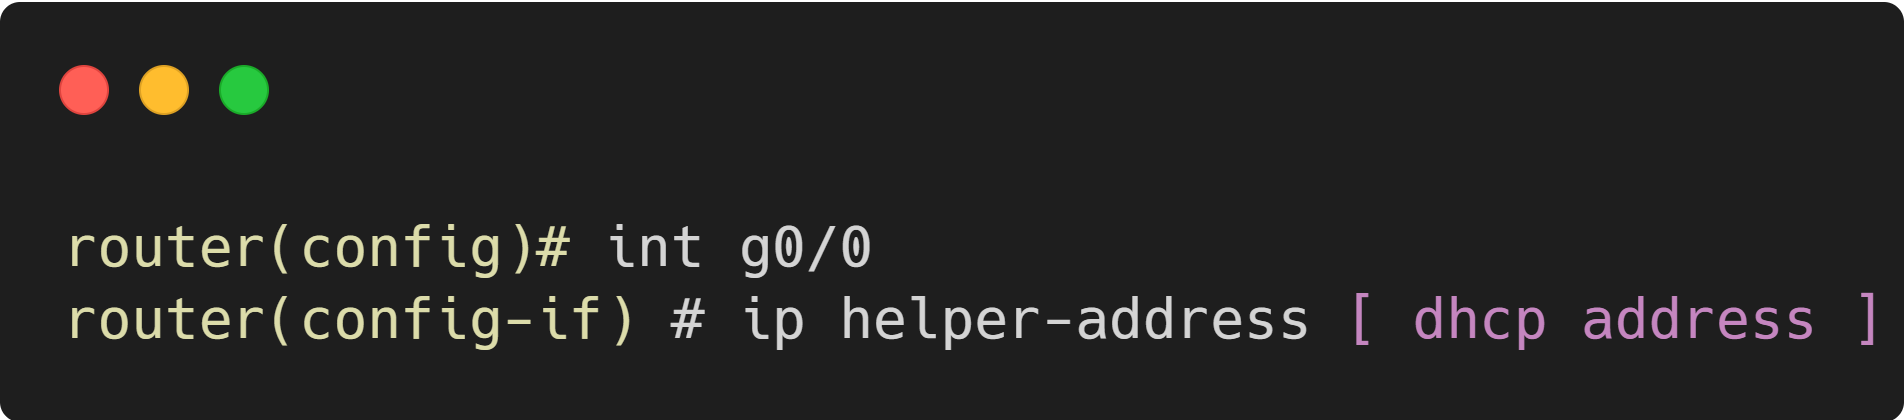 router(config)# int g0/0
router(config-if) # ip helper-address [ dhcp address ]